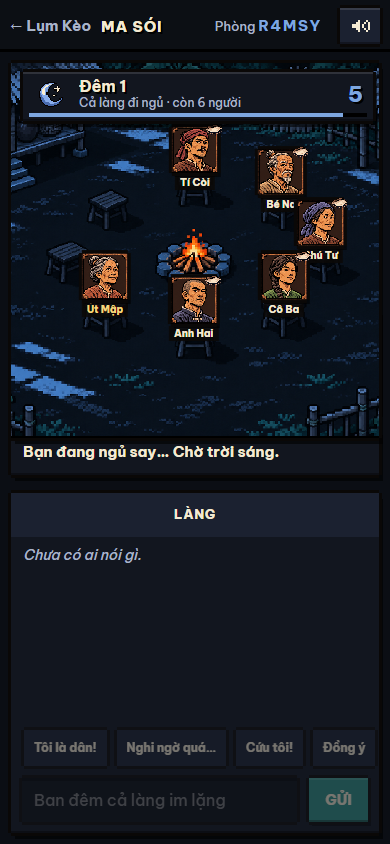 ← Lụm Kèo MA SÓI Phòng R4MSY
Đêm 1
Cả làng đi ngủ · còn 6 người
5
Tí Còi
Bé
Tư
Út Mập
Cô Ba
Anh Hai
Bạn đang ngủ say... Chờ trời sáng.
LÀNG
Chưa có ai nói gì.
Tôi là dân! Nghi ngờ quá... Cứu tôi! Đồng ý
Ban đêm cả làng im lặng GỬI